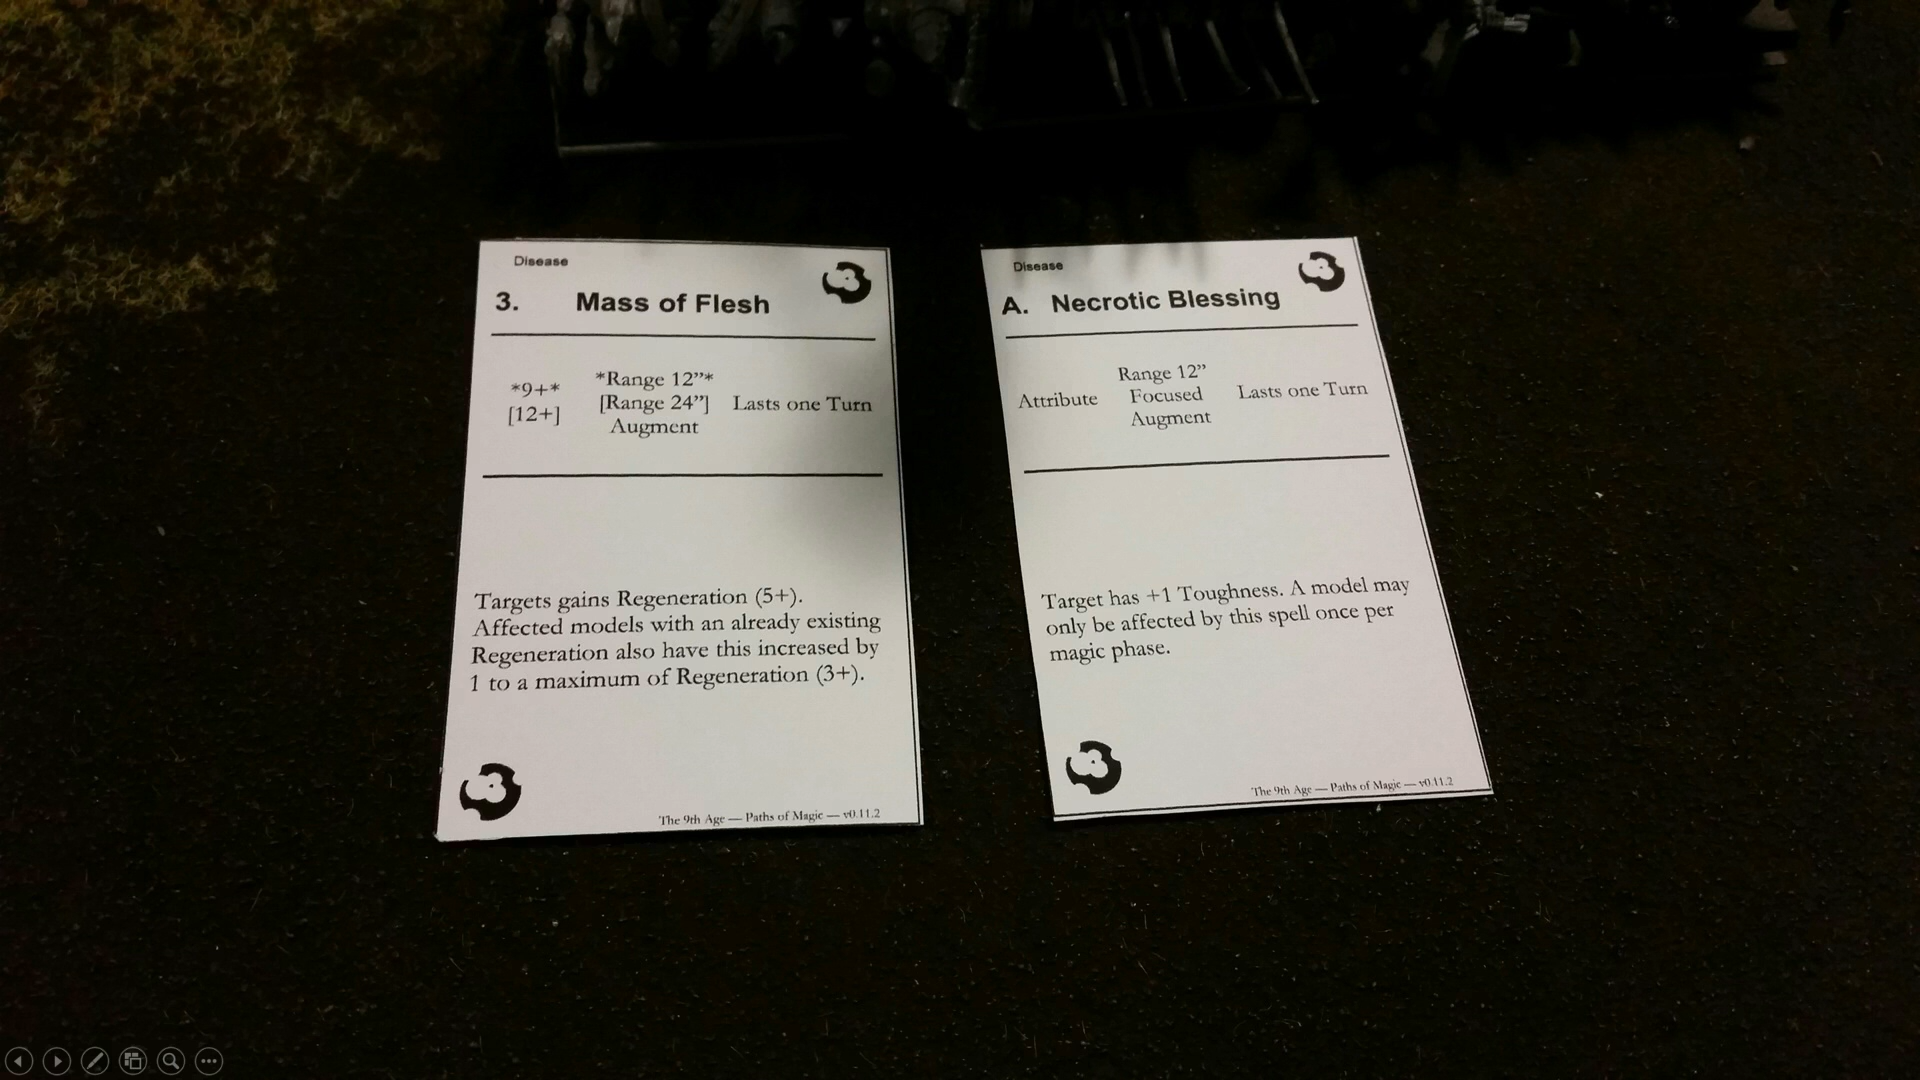 Disease
3. Mass of Flesh
*9+*
[12+]
*Range 12”*
[Range 24”]
Augment
Lasts one Turn
Targets gains Regeneration (5+).
Affected models with an already existing
Regeneration also have this increased by
1 to a maximum of Regeneration (3+).
The 9th Age — Paths of Magic — v0.11.2
Disease
A. Necrotic Blessing
Attribute
Range 12”
Focused
Augment
Lasts one Turn
Target has +1 Toughness. A model may
only be affected by this spell once per
magic phase.
The 9th Age — Paths of Magic — v0.11.2